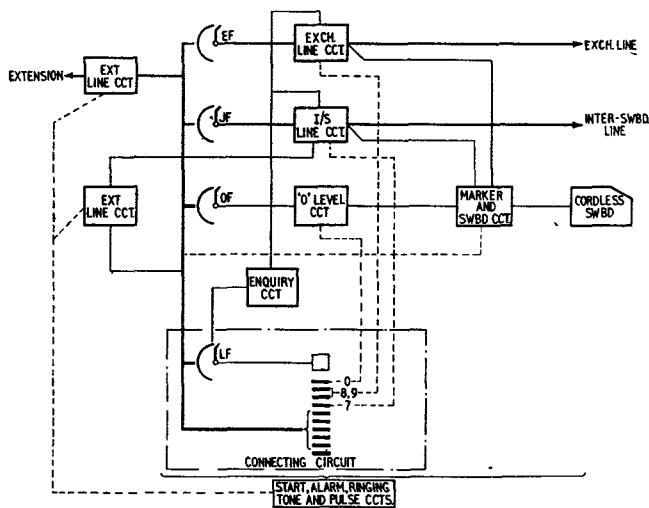 EF
EXCH.
LINE CCT.
EXCH. LINE
EXTENSION
EXT
LINE CCT.
JF
I/S
LINE CCT.
INTER-SWBD
LINE
EXT
LINE CCT.
OF
'O' LEVEL
CCT
MARKER
AND
SWBD CCT.
CORDLESS
SWBD
ENQUIRY
CCT
LF
0
8,9
7
CONNECTING CIRCUIT
START, ALARM, RINGING
TONE AND PULSE CCTS.